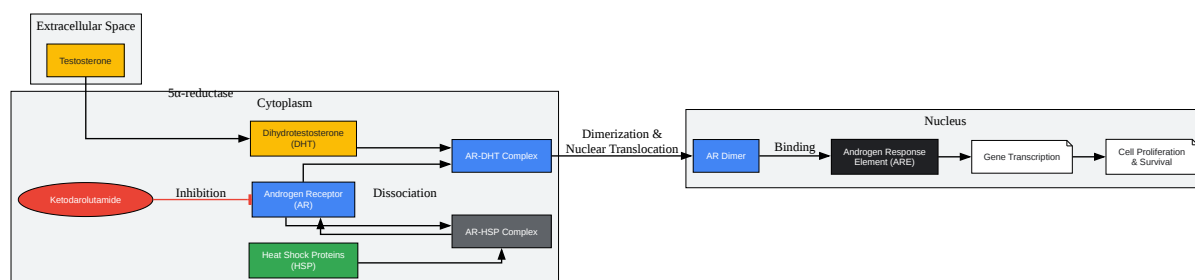 Extracellular Space
Testosterone
5α-reductase
Cytoplasm
Dihydrotestosterone
(DHT)
AR-DHT Complex
Dimerization &
Nuclear Translocation
Nucleus
AR Dimer
Binding
Androgen Response
Element (ARE)
Gene Transcription
Cell Proliferation
& Survival
Ketodarolutamide
Inhibition
Androgen Receptor
(AR)
Dissociation
AR-HSP Complex
Heat Shock Proteins
(HSP)